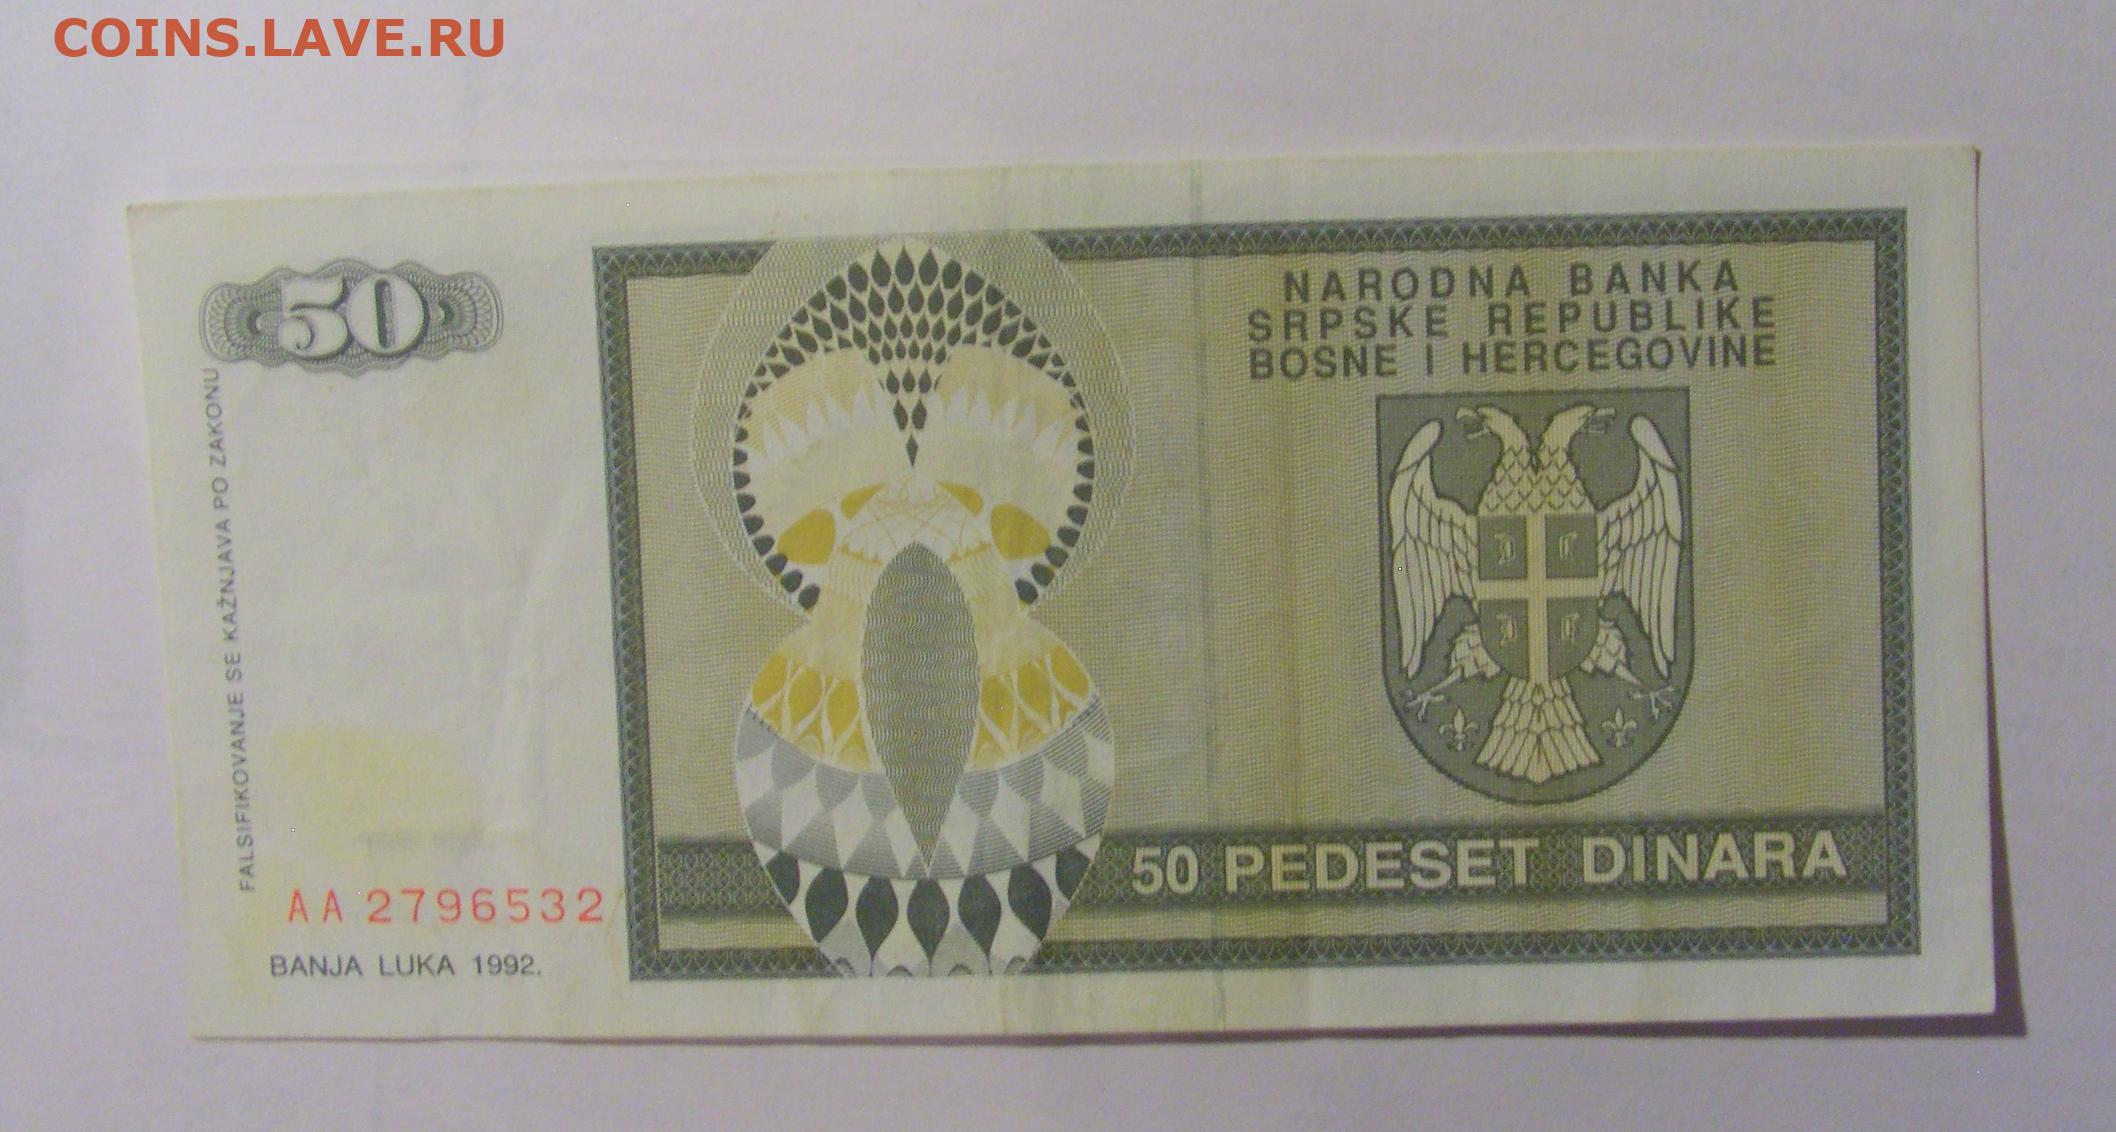 COINS.LAVE.RU
50
NARODNA BANKA
SRPSKE REPUBLIKE
BOSNE I HERCEGOVINE
FALSIFIKOVANJE SE KAŽNJAVA PO ZAKONU
50 PEDESET DINARA
AA 2796532
BANJA LUKA 1992.